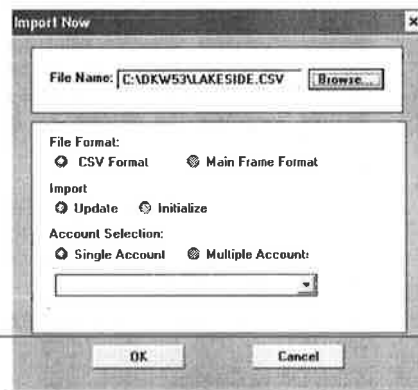 Import Now
File Name: C:\DKW53\LAKESIDE.CSV Browse...
File Format:
CSV Format Main Frame Format
Import
Update Initialize
Account Selection:
Single Account Multiple Account:
OK Cancel